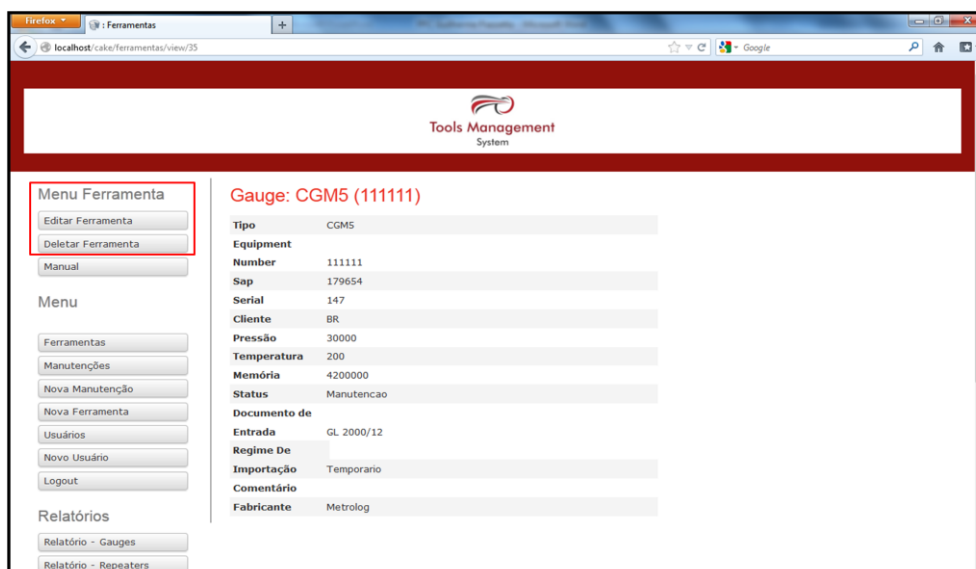 Firefox
: Ferramentas
+
localhost/cake/ferramentas/view/35
Google
Tools Management
System
Menu Ferramenta
Editar Ferramenta
Deletar Ferramenta
Manual
Menu
Ferramentas
Manutenções
Nova Manutenção
Nova Ferramenta
Usuários
Novo Usuário
Logout
Relatórios
Relatório - Gauges
Relatório - Repeaters
Gauge: CGM5 (111111)
Tipo CGM5
Equipment
Number 111111
Sap 179654
Serial 147
Cliente BR
Pressão 30000
Temperatura 200
Memória 4200000
Status Manutencao
Documento de
Entrada GL 2000/12
Regime De
Importação Temporario
Comentário
Fabricante Metrolog